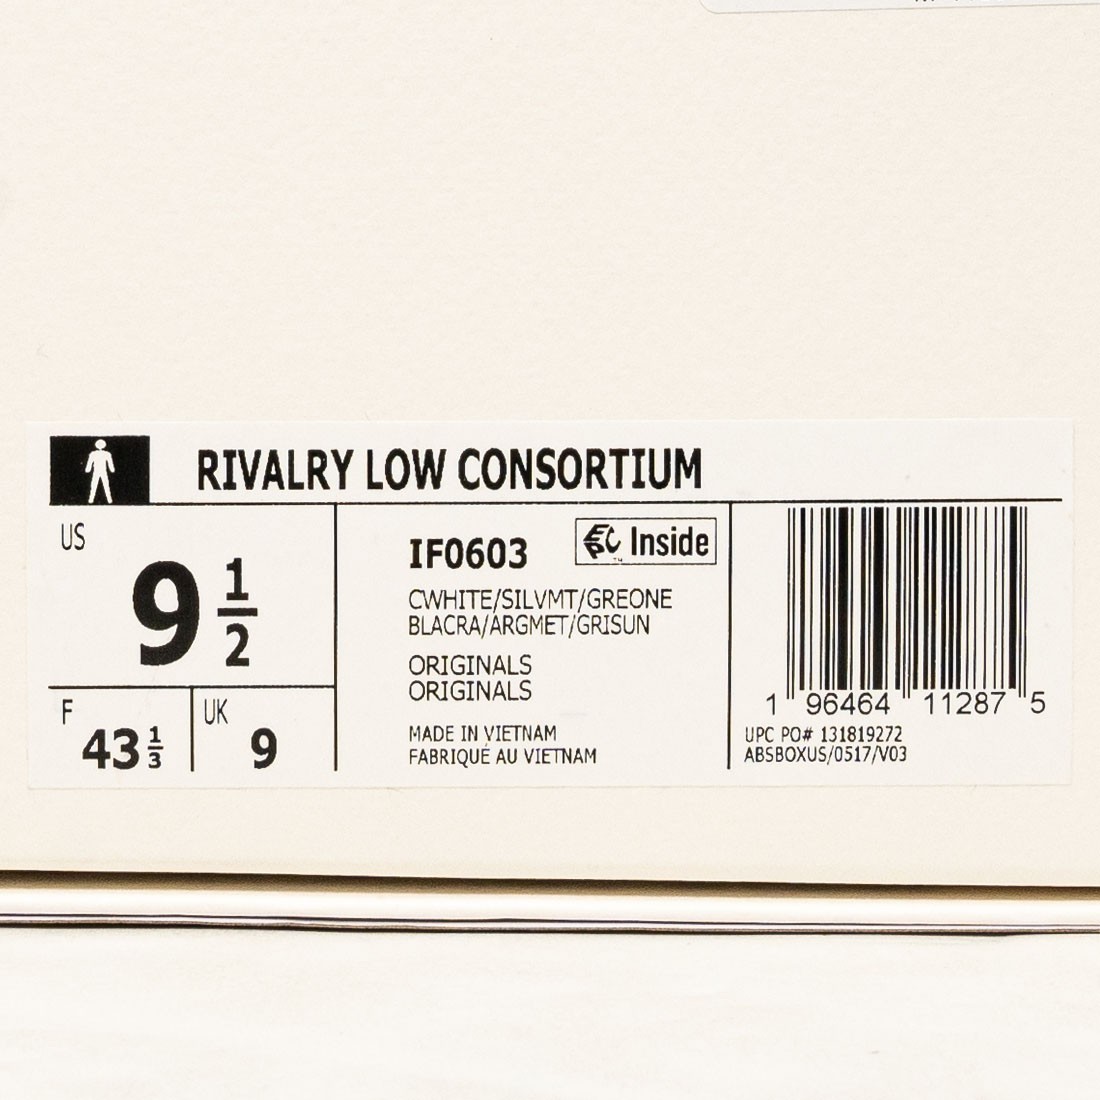 RIVALRY LOW CONSORTIUM
US
9 1/2
F
43 1/3
UK
9
IF0603
EPC Inside
CWHITE/SILVMT/GREONE
BLACRA/ARGMET/GRISUN
ORIGINALS
ORIGINALS
MADE IN VIETNAM
FABRIQUÉ AU VIETNAM
1 96464 11287 5
UPC PO# 131819272
ABSBOXUS/0517/V03